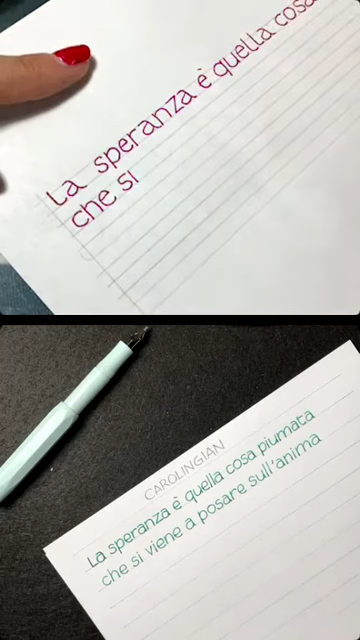 La speranza è quella cosa
che si
CAROLINGIAN
La speranza è quella cosa piumata
che si viene a posare sull'anima